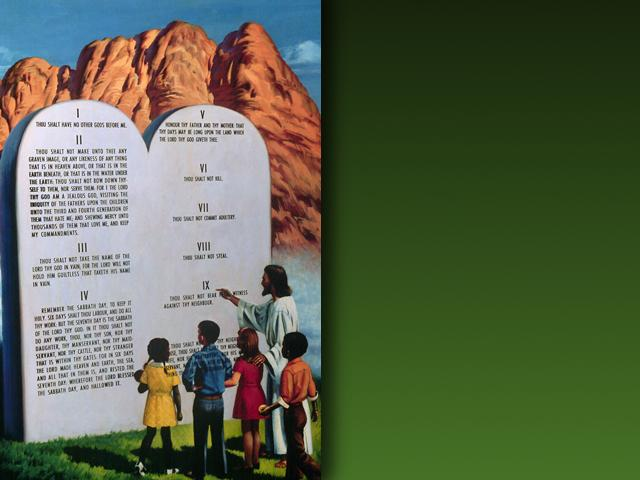 I
THOU SHALT HAVE NO OTHER GODS BEFORE ME.
II
THOU SHALT NOT MAKE UNTO THEE ANY
GRAVEN IMAGE, OR ANY LIKENESS OF ANY THING
THAT IS IN HEAVEN ABOVE, OR THAT IS IN THE
EARTH BENEATH, OR THAT IS IN THE WATER UNDER
THE EARTH: THOU SHALT NOT BOW DOWN THY-
SELF TO THEM, NOR SERVE THEM: FOR I THE LORD
THY GOD AM A JEALOUS GOD, VISITING THE
INIQUITY OF THE FATHERS UPON THE CHILDREN
UNTO THE THIRD AND FOURTH GENERATION OF
THEM THAT HATE ME; AND SHEWING MERCY UNTO
THOUSANDS OF THEM THAT LOVE ME, AND KEEP
MY COMMANDMENTS.
III
THOU SHALT NOT TAKE THE NAME OF THE
LORD THY GOD IN VAIN; FOR THE LORD WILL NOT
HOLD HIM GUILTLESS THAT TAKETH HIS NAME
IN VAIN.
IV
REMEMBER THE SABBATH DAY, TO KEEP IT
HOLY. SIX DAYS SHALT THOU LABOUR, AND DO ALL
THY WORK: BUT THE SEVENTH DAY IS THE SABBATH
OF THE LORD THY GOD: IN IT THOU SHALT NOT
DO ANY WORK, THOU, NOR THY SON, NOR THY
DAUGHTER, THY MANSERVANT, NOR THY MAID-
SERVANT, NOR THY CATTLE, NOR THY STRANGER
THAT IS WITHIN THY GATES: FOR IN SIX DAYS
THE LORD MADE HEAVEN AND EARTH, THE SEA,
AND ALL THAT IN THEM IS, AND RESTED THE
SEVENTH DAY: WHEREFORE THE LORD BLESSED
THE SABBATH DAY, AND HALLOWED IT.
V
HONOUR THY FATHER AND THY MOTHER: THAT
THY DAYS MAY BE LONG UPON THE LAND WHICH
THE LORD THY GOD GIVETH THEE.
VI
THOU SHALT NOT KILL.
VII
THOU SHALT NOT COMMIT ADULTERY.
VIII
THOU SHALT NOT STEAL.
IX
THOU SHALT NOT BEAR WITNESS
AGAINST THY NEIGHBOUR.
THOU SHALT NOT